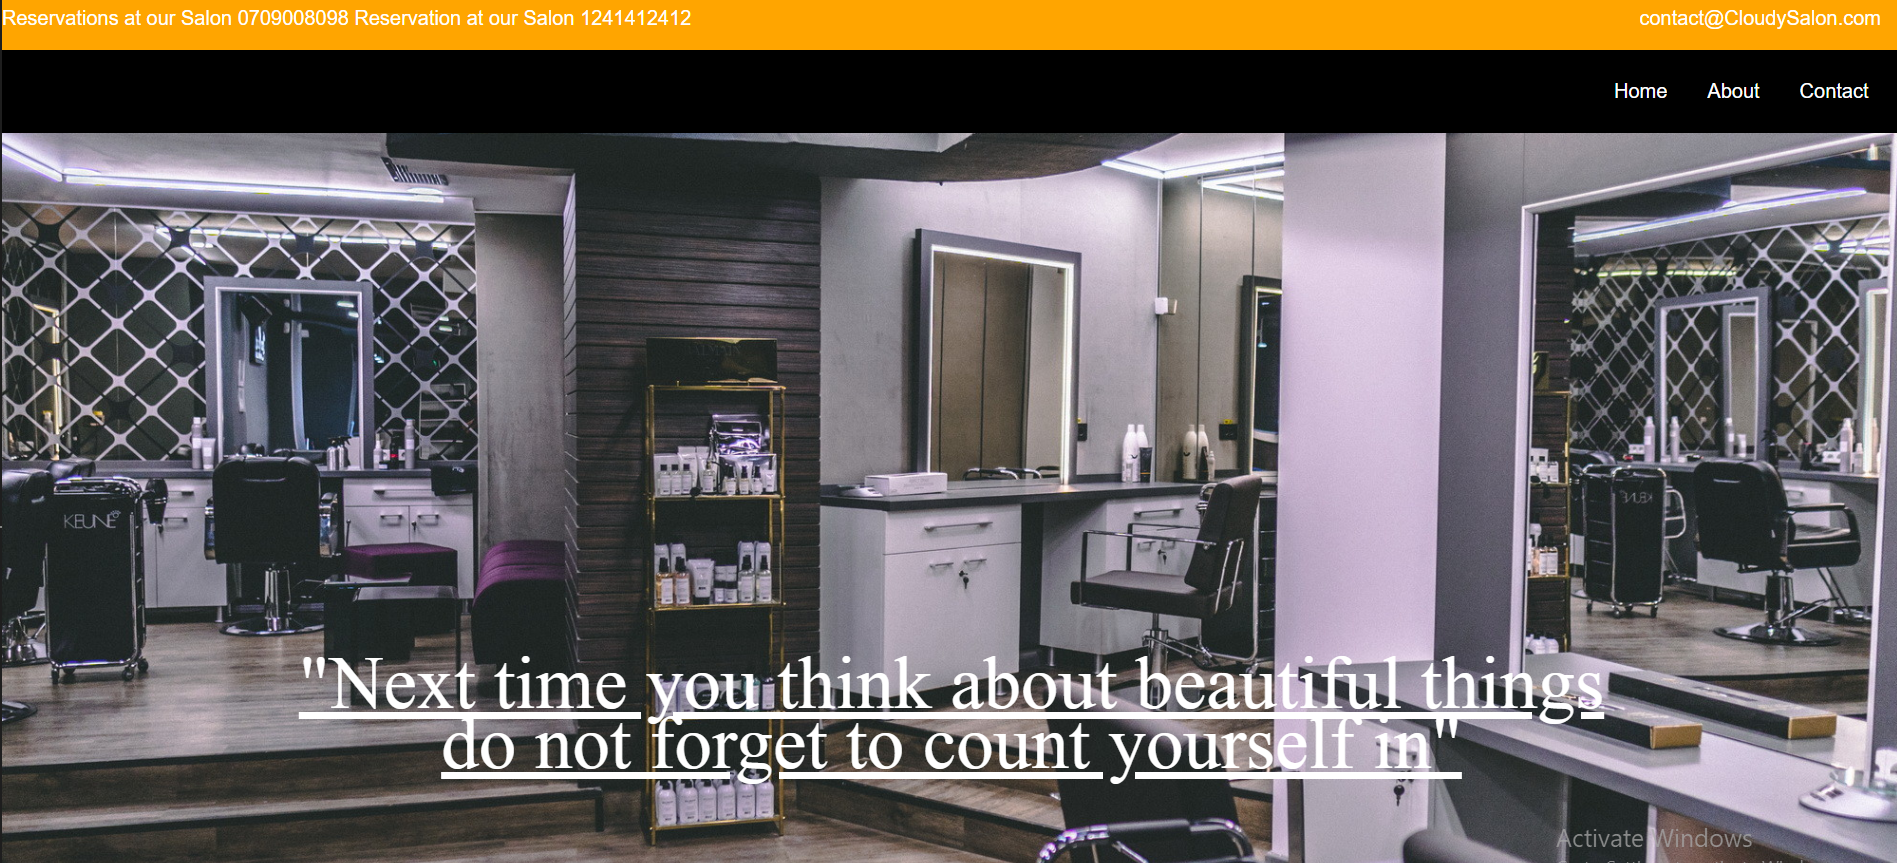 Reservations at our Salon 0709008098 Reservation at our Salon 1241412412
contact@CloudySalon.com
Home About Contact
KEUNE
"Next time you think about beautiful things
do not forget to count yourself in"
Activate Windows